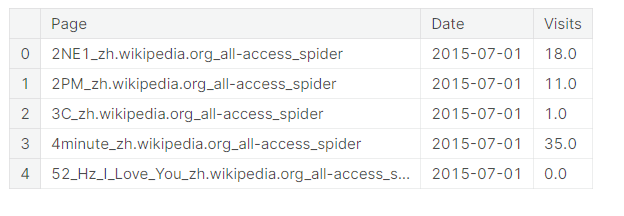 Page Date Visits
0 2NE1_zh.wikipedia.org_all-access_spider 2015-07-01 18.0
1 2PM_zh.wikipedia.org_all-access_spider 2015-07-01 11.0
2 3C_zh.wikipedia.org_all-access_spider 2015-07-01 1.0
3 4minute_zh.wikipedia.org_all-access_spider 2015-07-01 35.0
4 52_Hz_I_Love_You_zh.wikipedia.org_all-access_s... 2015-07-01 0.0